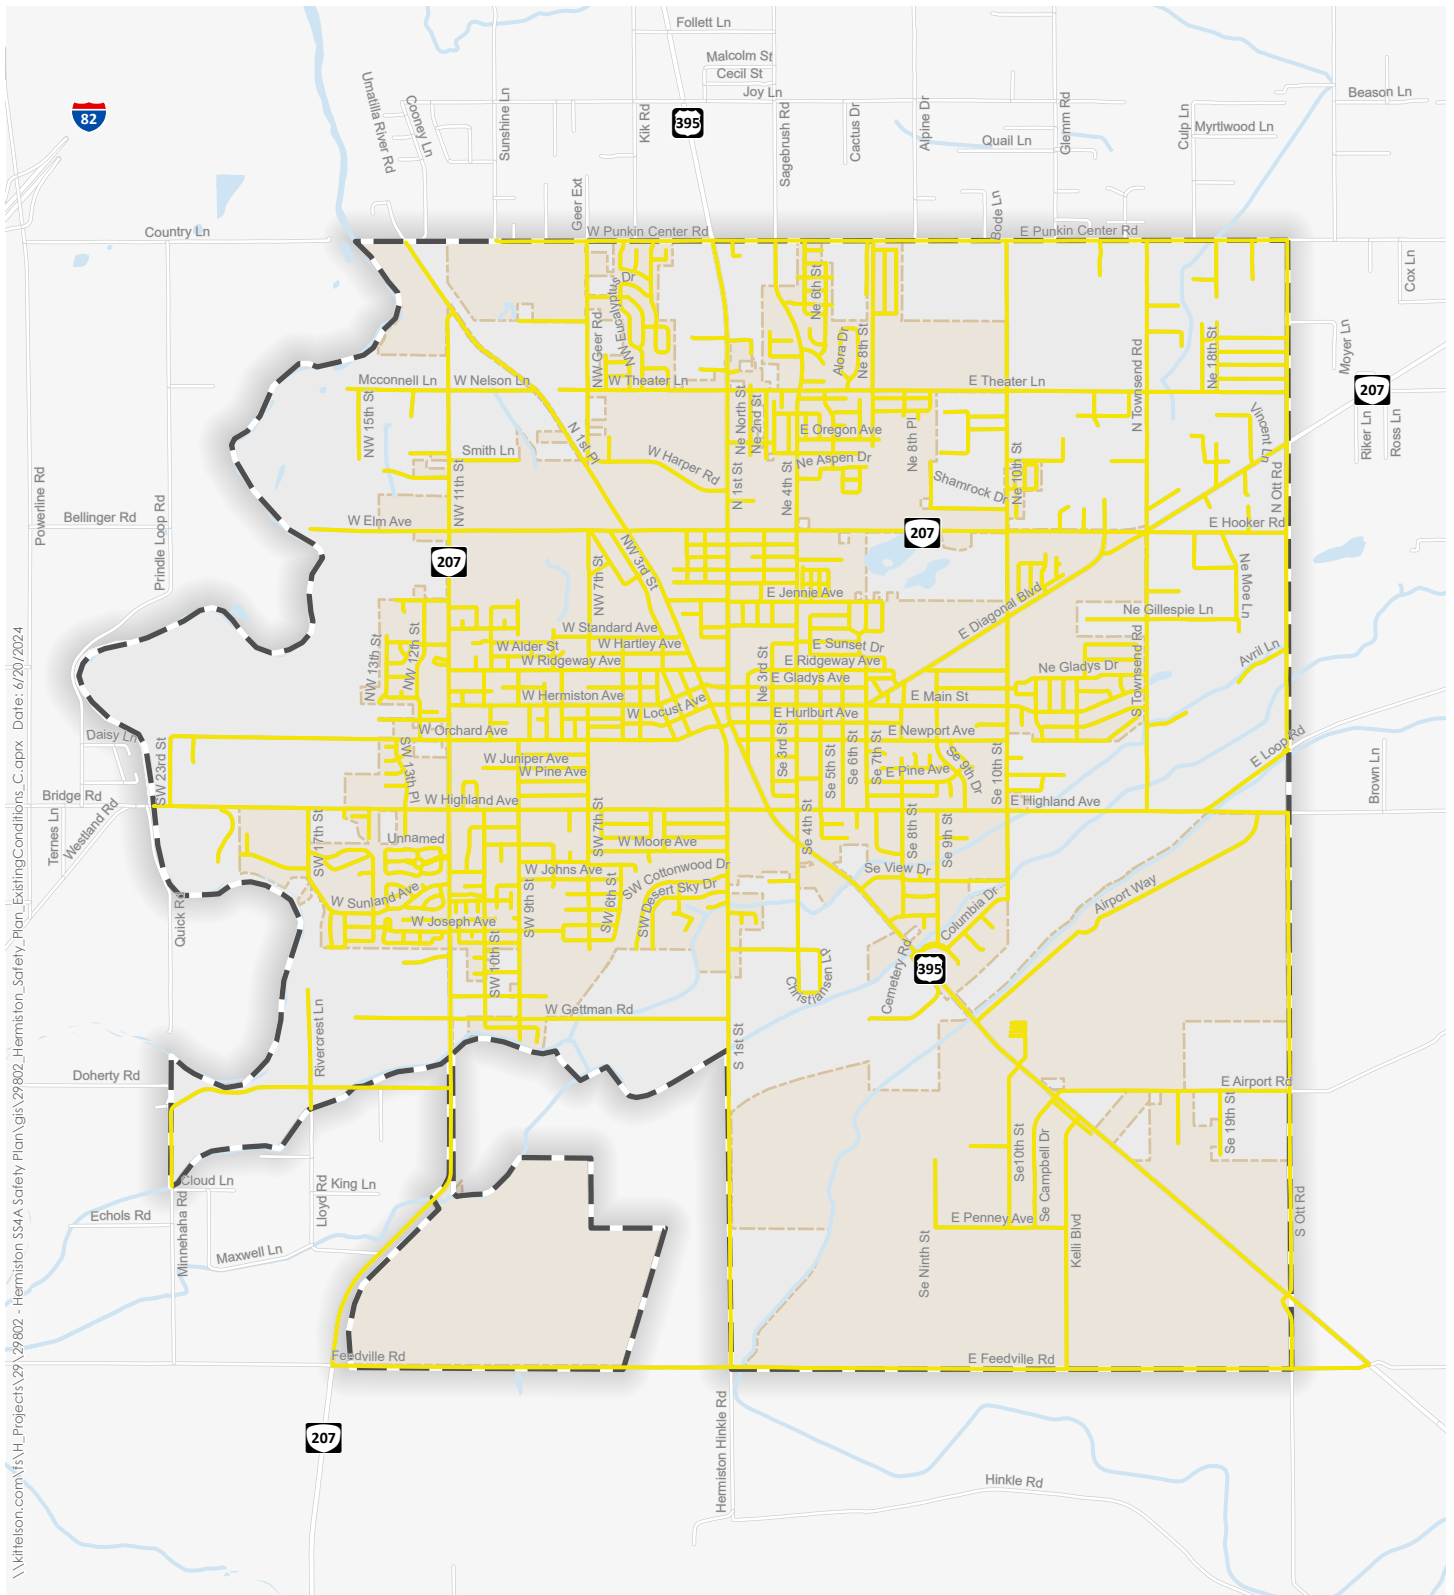 Follett Ln
Malcolm St
Cecil St
Joy Ln
Beason Ln
82
395
Umatilla River Rd
Cooney Ln
Sunshine Ln
Kik Rd
Sagebrush Rd
Cactus Dr
Alpine Dr
Quail Ln
Glemm Rd
Culp Ln
Myrtlwood Ln
Geer Ext
Bode Ln
Country Ln
W Punkin Center Rd
E Punkin Center Rd
Cox Ln
NW Eucalyptus Dr
Ne 6th St
NW Geer Rd
Alora Dr
Ne 8th St
N Townsend Rd
Ne 18th St
Moyer Ln
Mcconnell Ln
W Nelson Ln
W Theater Ln
E Theater Ln
207
NW 15th St
N 1st Pl
Ne North St
Ne 2nd St
E Oregon Ave
Ne 8th Pl
Vincent Ln
Riker Ln
Ross Ln
Smith Ln
W Harper Rd
Ne Aspen Dr
Shamrock Dr
Ne 10th St
NW 11th St
N 1st St
Ne 4th St
N Ott Rd
Powerline Rd
Prindle Loop Rd
Bellinger Rd
W Elm Ave
207
E Hooker Rd
207
NW 3rd St
NW 7th St
E Jennie Ave
E Diagonal Blvd
Ne Moe Ln
Ne Gillespie Ln
W Standard Ave
W Alder St
W Hartley Ave
E Sunset Dr
NW 13th St
NW 12th St
W Ridgeway Ave
E Ridgeway Ave
Ne 3rd St
E Gladys Ave
Ne Gladys Dr
Avril Ln
W Hermiston Ave
E Main St
S Townsend Rd
W Locust Ave
E Hurlburt Ave
W Orchard Ave
E Newport Ave
Daisy Ln
SW 23rd St
SW 13th Pl
W Juniper Ave
W Pine Ave
Se 3rd St
Se 5th St
Se 6th St
Se 7th St
E Pine Ave
Se 9th Dr
Se 10th St
E Loop Rd
Brown Ln
Bridge Rd
W Highland Ave
E Highland Ave
Ternes Ln
Westland Rd
SW 17th St
Unnamed
SW 7th St
W Moore Ave
Se 4th St
Se 8th St
Se 9th St
W Johns Ave
SW Cottonwood Dr
Se View Dr
W Sunland Ave
SW Desert Sky Dr
SW 6th St
SW 9th St
Airport Way
Columbia Dr
Quick Rd
W Joseph Ave
SW 10th St
Christiansen Lp
Cemetery Rd
395
Rivercrest Ln
W Gettman Rd
S 1st St
Doherty Rd
E Airport Rd
Se10th St
Se Campbell Dr
Se 19th St
Cloud Ln
King Ln
Lloyd Rd
Echols Rd
Minnehaha Rd
Maxwell Ln
E Penney Ave
Se Ninth St
Kelli Blvd
S Ott Rd
Feedville Rd
E Feedville Rd
207
Hermiston Hinkle Rd
Hinkle Rd
\\kittelson.com\fs\H_Projects\29\29802 - Hermiston SS4A Safety Plan\gis\29802_Hermiston_Safety_Plan_ExistingConditions_C.aprx Date: 6/20/2024